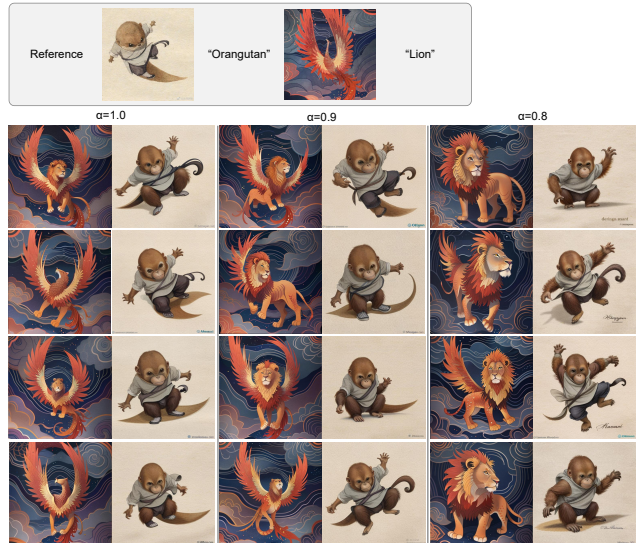 Reference
“Orangutan”
“Lion”
α=1.0
α=0.9
α=0.8